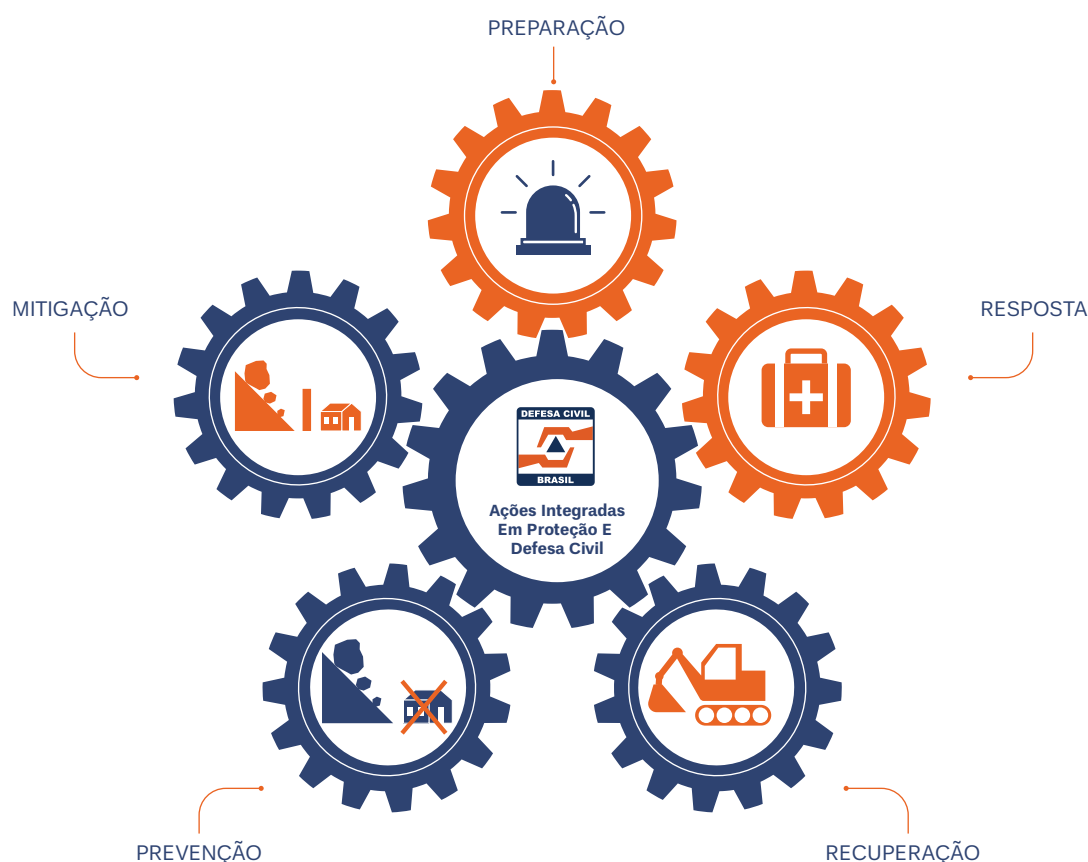 PREPARAÇÃO
MITIGAÇÃO
RESPOSTA
DEFESA CIVIL
BRASIL
Ações Integradas
Em Proteção E
Defesa Civil
PREVENÇÃO
RECUPERAÇÃO